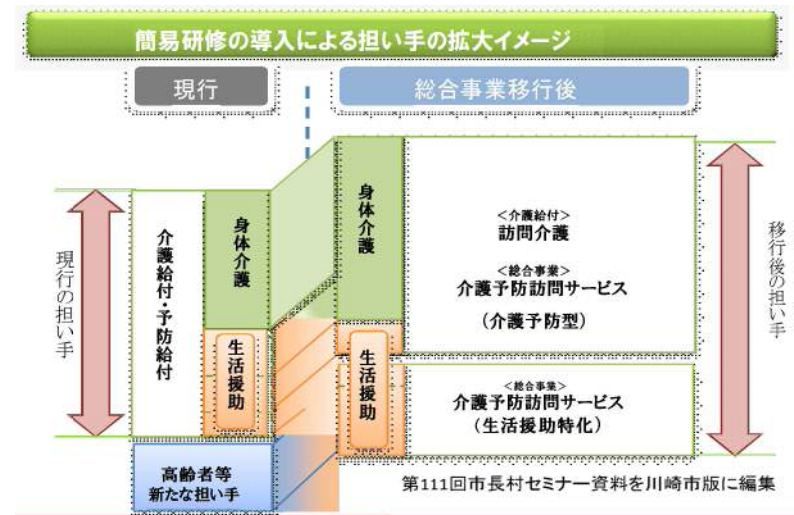 簡易研修の導入による担い手の拡大イメージ
現行
総合事業移行後
現行の担い手
介護給付・予防給付
身体介護
生活援助
高齢者等
新たな担い手
身体介護
生活援助
<介護給付>
訪問介護
<総合事業>
介護予防訪問サービス
(介護予防型)
<総合事業>
介護予防訪問サービス
(生活援助特化)
移行後の担い手
第111回市長村セミナー資料を川崎市版に編集